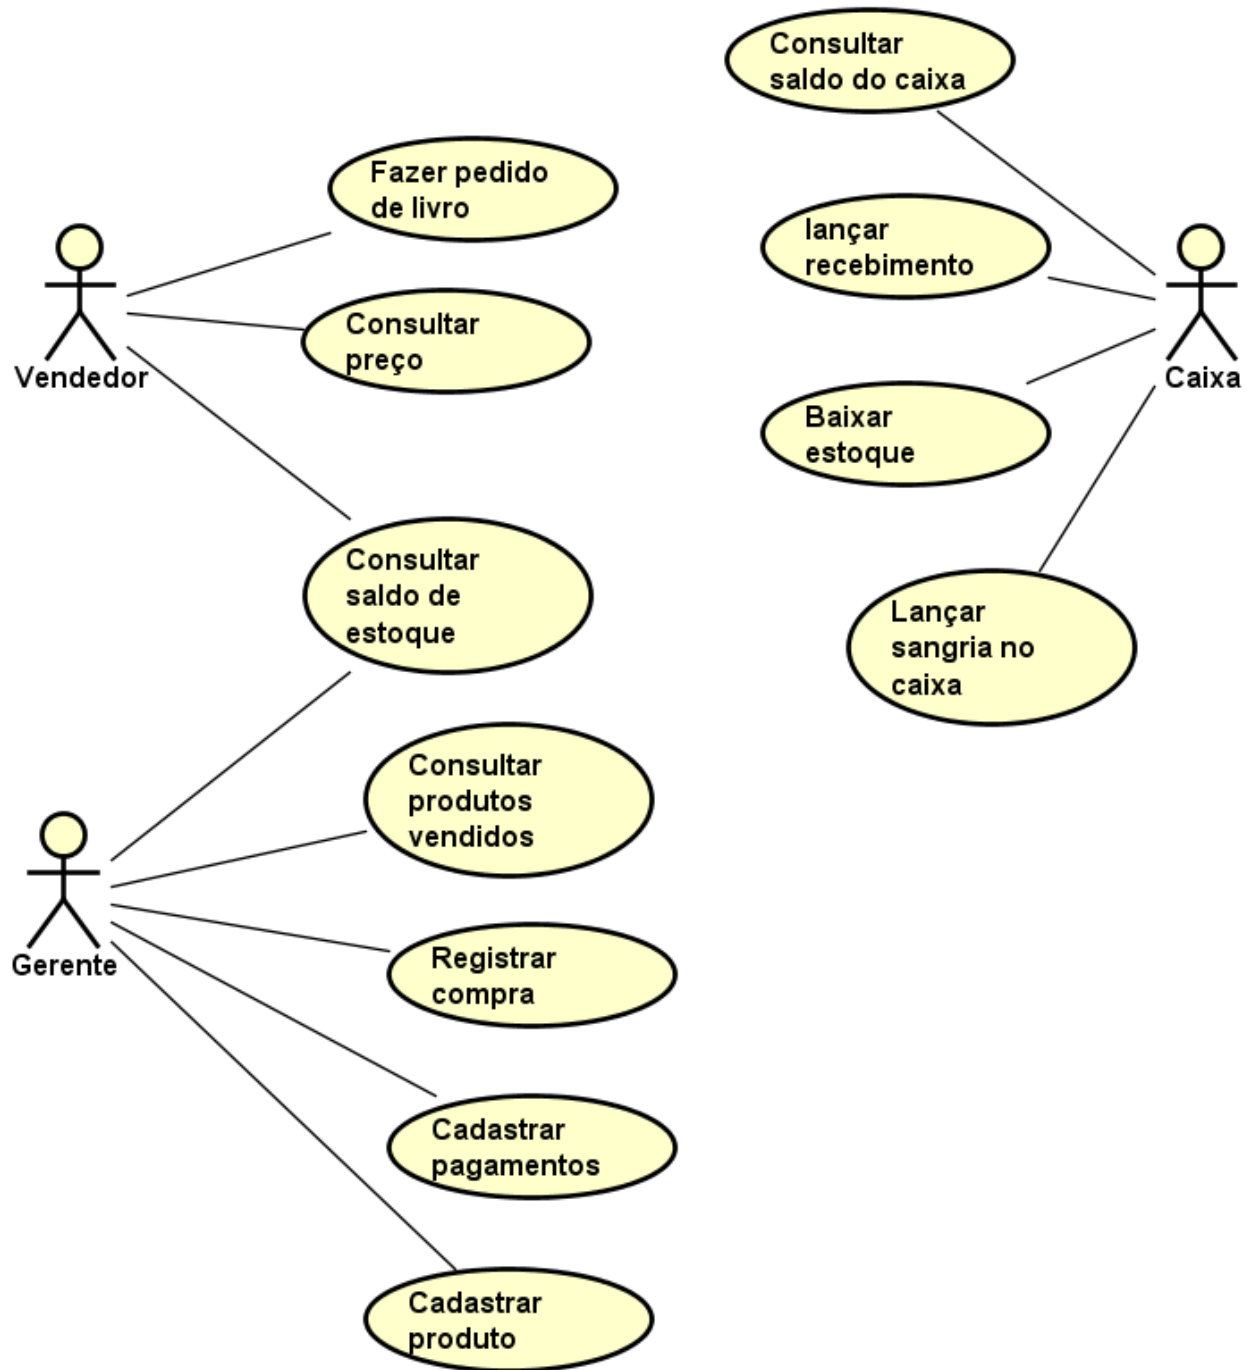 Consultar
saldo do caixa
Fazer pedido
de livro
lançar
recebimento
Consultar
preço
Vendedor
Caixa
Baixar
estoque
Consultar
saldo de
estoque
Lançar
sangria no
caixa
Consultar
produtos
vendidos
Gerente
Registrar
compra
Cadastrar
pagamentos
Cadastrar
produto